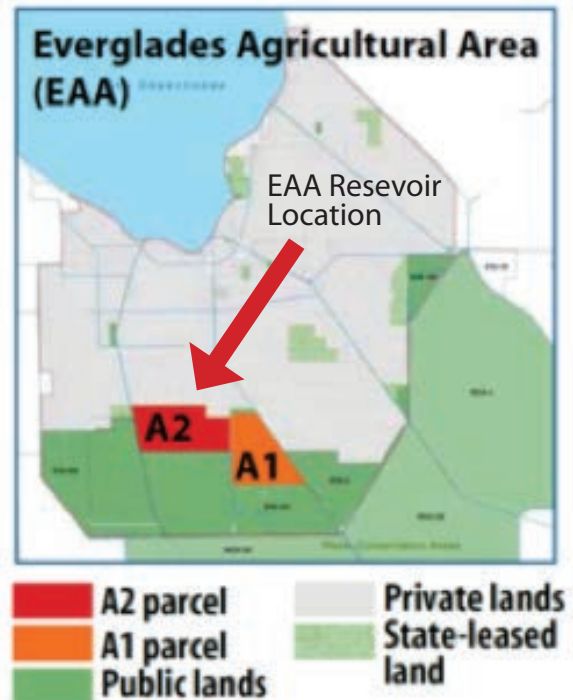 Everglades Agricultural Area
(EAA)
EAA Resevoir
Location
A2
A1
A2 parcel
A1 parcel
Public lands
Private lands
State-leased
land